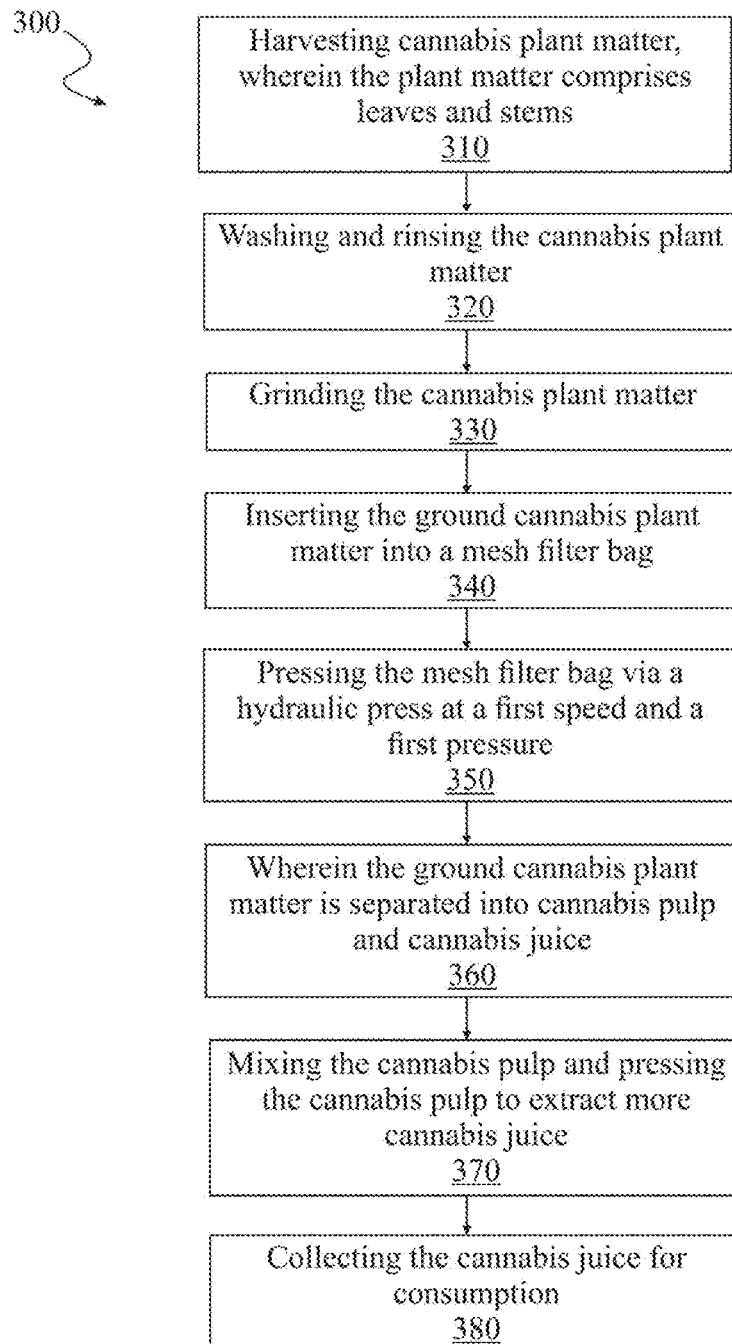 300
Harvesting cannabis plant matter,
wherein the plant matter comprises
leaves and stems
310
Washing and rinsing the cannabis plant
matter
320
Grinding the cannabis plant matter
330
Inserting the ground cannabis plant
matter into a mesh filter bag
340
Pressing the mesh filter bag via a
hydraulic press at a first speed and a
first pressure
350
Wherein the ground cannabis plant
matter is separated into cannabis pulp
and cannabis juice
360
Mixing the cannabis pulp and pressing
the cannabis pulp to extract more
cannabis juice
370
Collecting the cannabis juice for
consumption
380